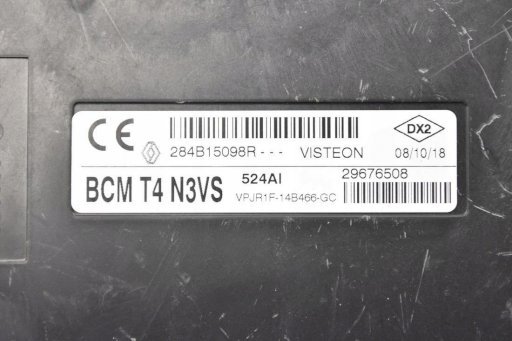 CE DX2
284B15098R--- VISTEON 08/10/18
BCM T4 N3VS 524AI 29676508
VPJR1F-14B466-GC